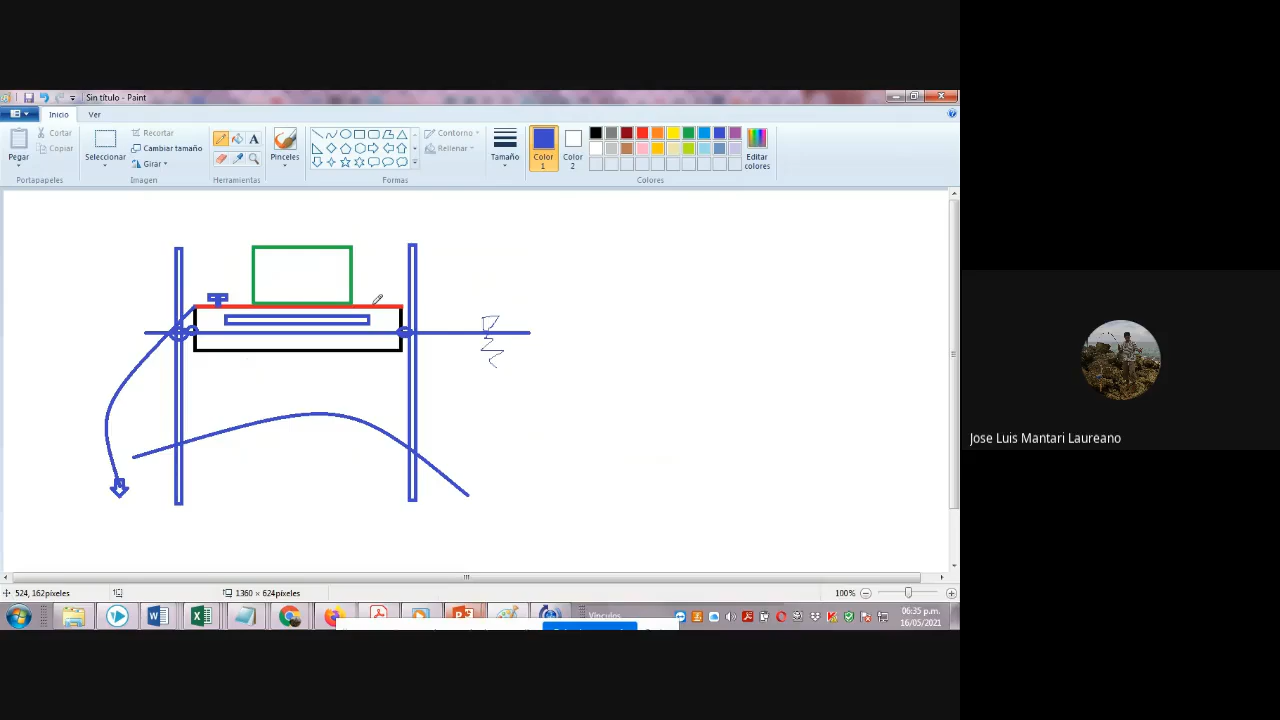 Sin título - Paint
Inicio
Ver
Pegar
Cortar
Copiar
Portapapeles
Seleccionar
Recortar
Cambiar tamaño
Girar
Imagen
A
Herramientas
Pinceles
Contorno
Rellenar
Formas
Tamaño
Color 1
Color 2
Editar colores
Colores
Jose Luis Mantari Laureano
524, 162píxeles
1360 × 624píxeles
100%
Vínculos
06:35 p.m.
16/05/2021